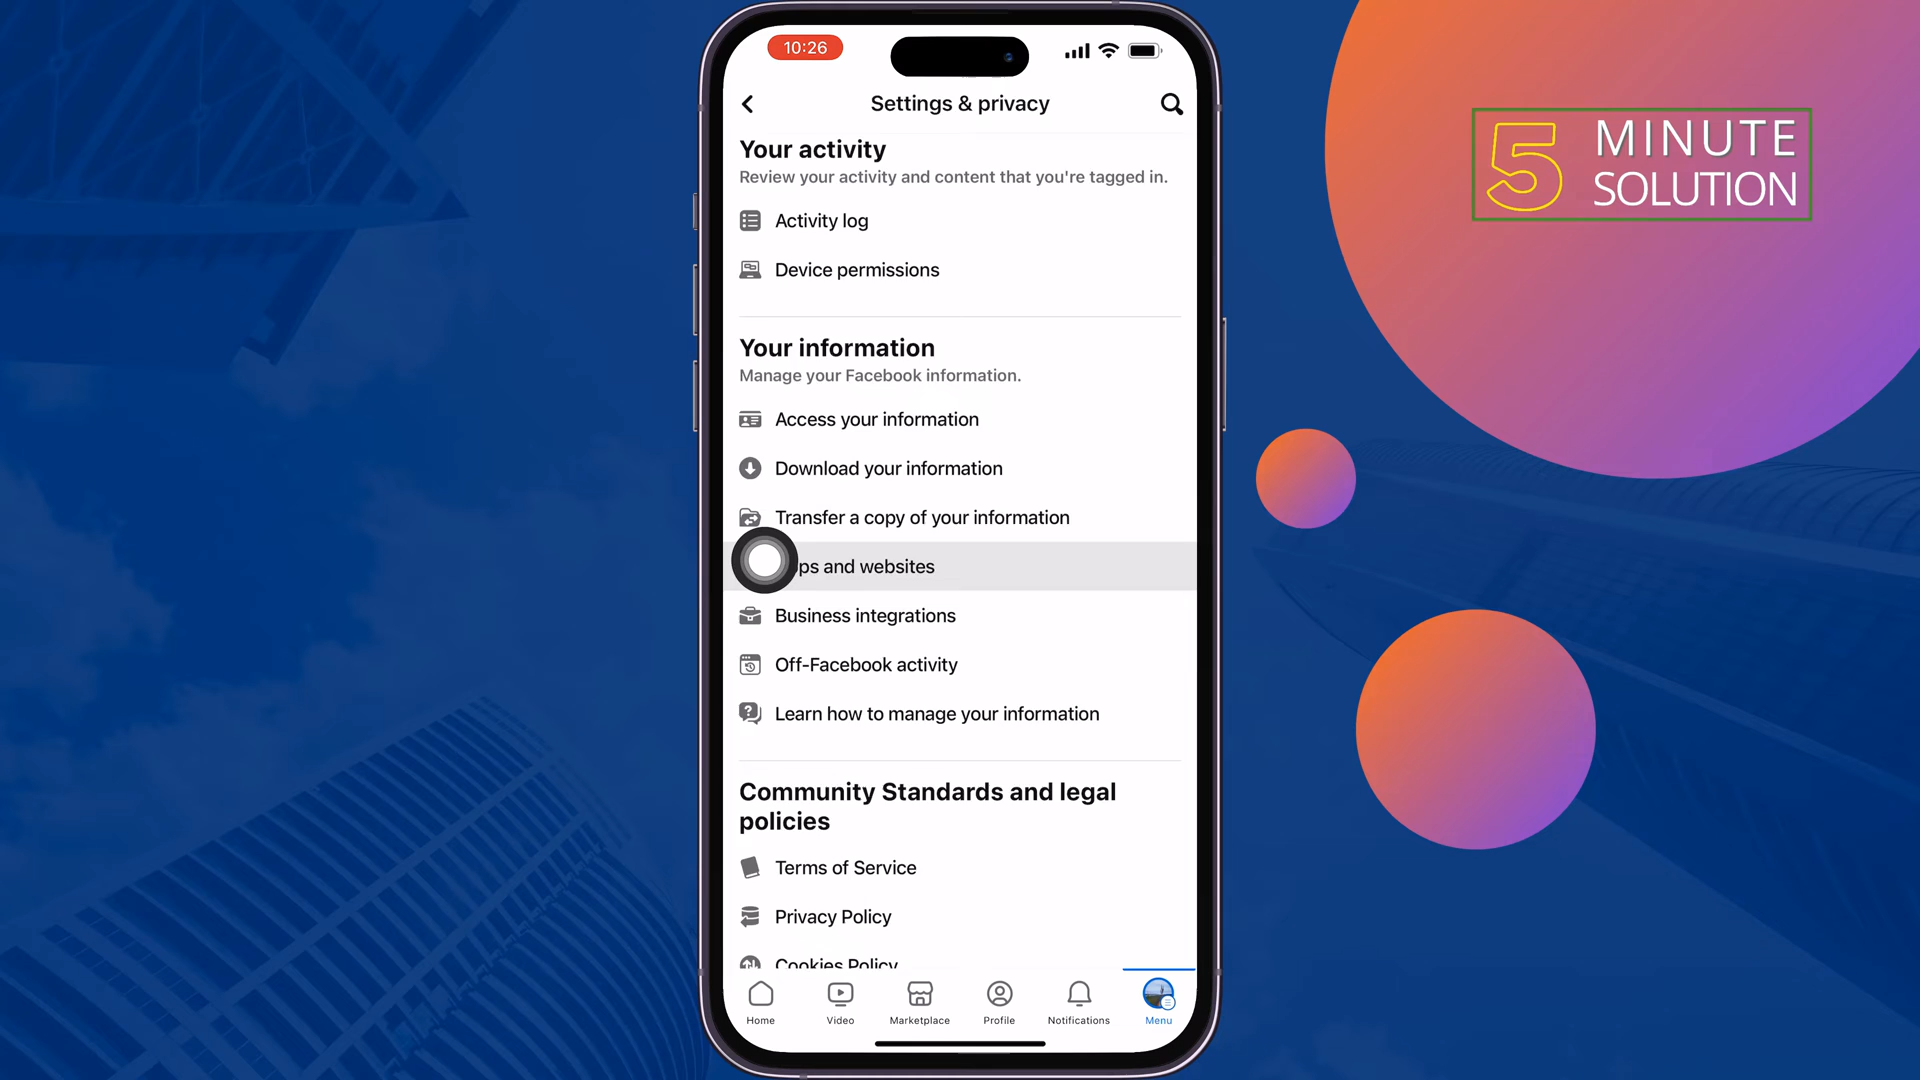 10:26
Settings & privacy
5 MINUTE
SOLUTION
Your activity
Review your activity and content that you're tagged in.
Activity log
Device permissions
Your information
Manage your Facebook information.
Access your information
Download your information
Transfer a copy of your information
ps and websites
Business integrations
Off-Facebook activity
Learn how to manage your information
Community Standards and legal
policies
Terms of Service
Privacy Policy
Cookies Policy
Home Video Marketplace Profile Notifications Menu